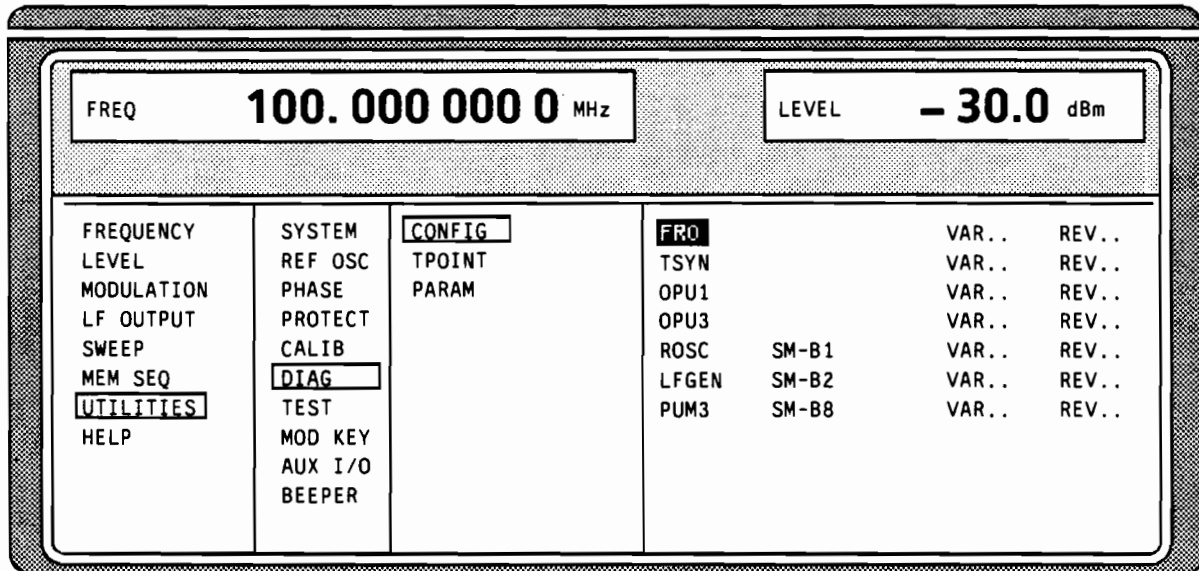 FREQ 100. 000 000 0 MHz LEVEL – 30.0 dBm
FREQUENCY SYSTEM CONFIG FRO VAR.. REV..
LEVEL REF OSC TPOINT TSYN VAR.. REV..
MODULATION PHASE PARAM OPU1 VAR.. REV..
LF OUTPUT PROTECT OPU3 VAR.. REV..
SWEEP CALIB ROSC SM-B1 VAR.. REV..
MEM SEQ DIAG LFGEN SM-B2 VAR.. REV..
UTILITIES TEST PUM3 SM-B8 VAR.. REV..
HELP MOD KEY
AUX I/O
BEEPER